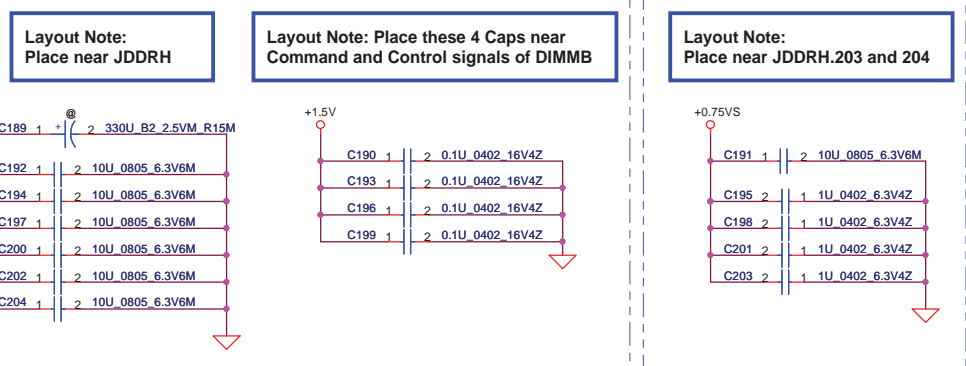 Layout Note:
Place near JDDRH
Layout Note: Place these 4 Caps near
Command and Control signals of DIMMB
Layout Note:
Place near JDDRH.203 and 204
@
C189 1 + 2 330U_B2_2.5VM_R15M
C192 1 2 10U_0805_6.3V6M
C194 1 2 10U_0805_6.3V6M
C197 1 2 10U_0805_6.3V6M
C200 1 2 10U_0805_6.3V6M
C202 1 2 10U_0805_6.3V6M
C204 1 2 10U_0805_6.3V6M
+1.5V
C190 1 2 0.1U_0402_16V4Z
C193 1 2 0.1U_0402_16V4Z
C196 1 2 0.1U_0402_16V4Z
C199 1 2 0.1U_0402_16V4Z
+0.75VS
C191 1 2 10U_0805_6.3V6M
C195 2 1 1U_0402_6.3V4Z
C198 2 1 1U_0402_6.3V4Z
C201 2 1 1U_0402_6.3V4Z
C203 2 1 1U_0402_6.3V4Z